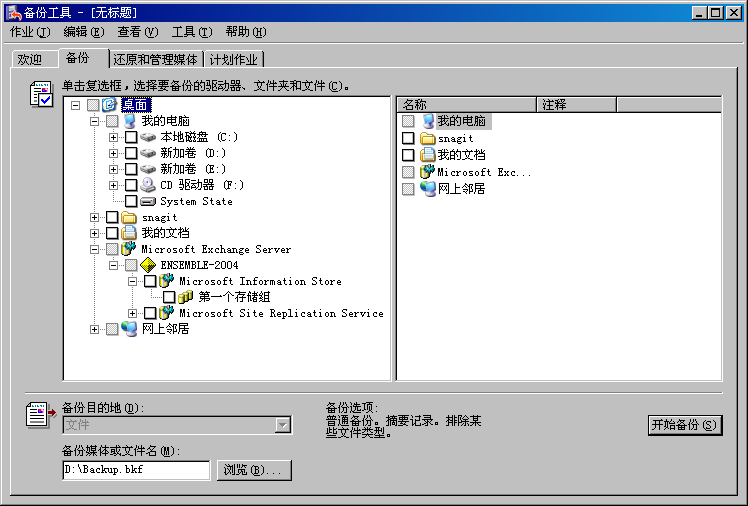 备份工具 - [无标题]
作业(J) 编辑(E) 查看(V) 工具(T) 帮助(H)
欢迎 备份 还原和管理媒体 计划作业
单击复选框，选择要备份的驱动器、文件夹和文件(C)。
桌面
我的电脑
本地磁盘 (C:)
新加卷 (D:)
新加卷 (E:)
CD 驱动器 (F:)
System State
snagit
我的文档
Microsoft Exchange Server
ENSEMBLE-2004
Microsoft Information Store
第一个存储组
Microsoft Site Replication Service
网上邻居
名称 注释
我的电脑
snagit
我的文档
Microsoft Exc...
网上邻居
备份目的地(D):
文件
备份媒体或文件名(M):
D:\Backup.bkf 浏览(B)...
备份选项:
普通备份。摘要记录。排除某
些文件类型。
开始备份(S)